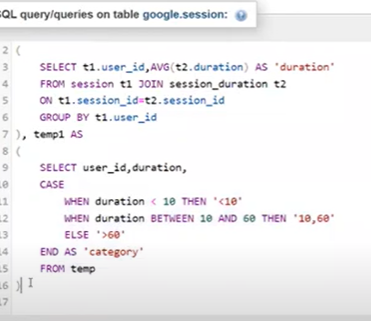 SQL query/queries on table google.session:
2 (
3 SELECT t1.user_id,AVG(t2.duration) AS 'duration'
4 FROM session t1 JOIN session_duration t2
5 ON t1.session_id=t2.session_id
6 GROUP BY t1.user_id
7 ), temp1 AS
8 (
9 SELECT user_id,duration,
10 CASE
11 WHEN duration < 10 THEN '<10'
12 WHEN duration BETWEEN 10 AND 60 THEN '10,60'
13 ELSE '>60'
14 END AS 'category'
15 FROM temp
16 )
17